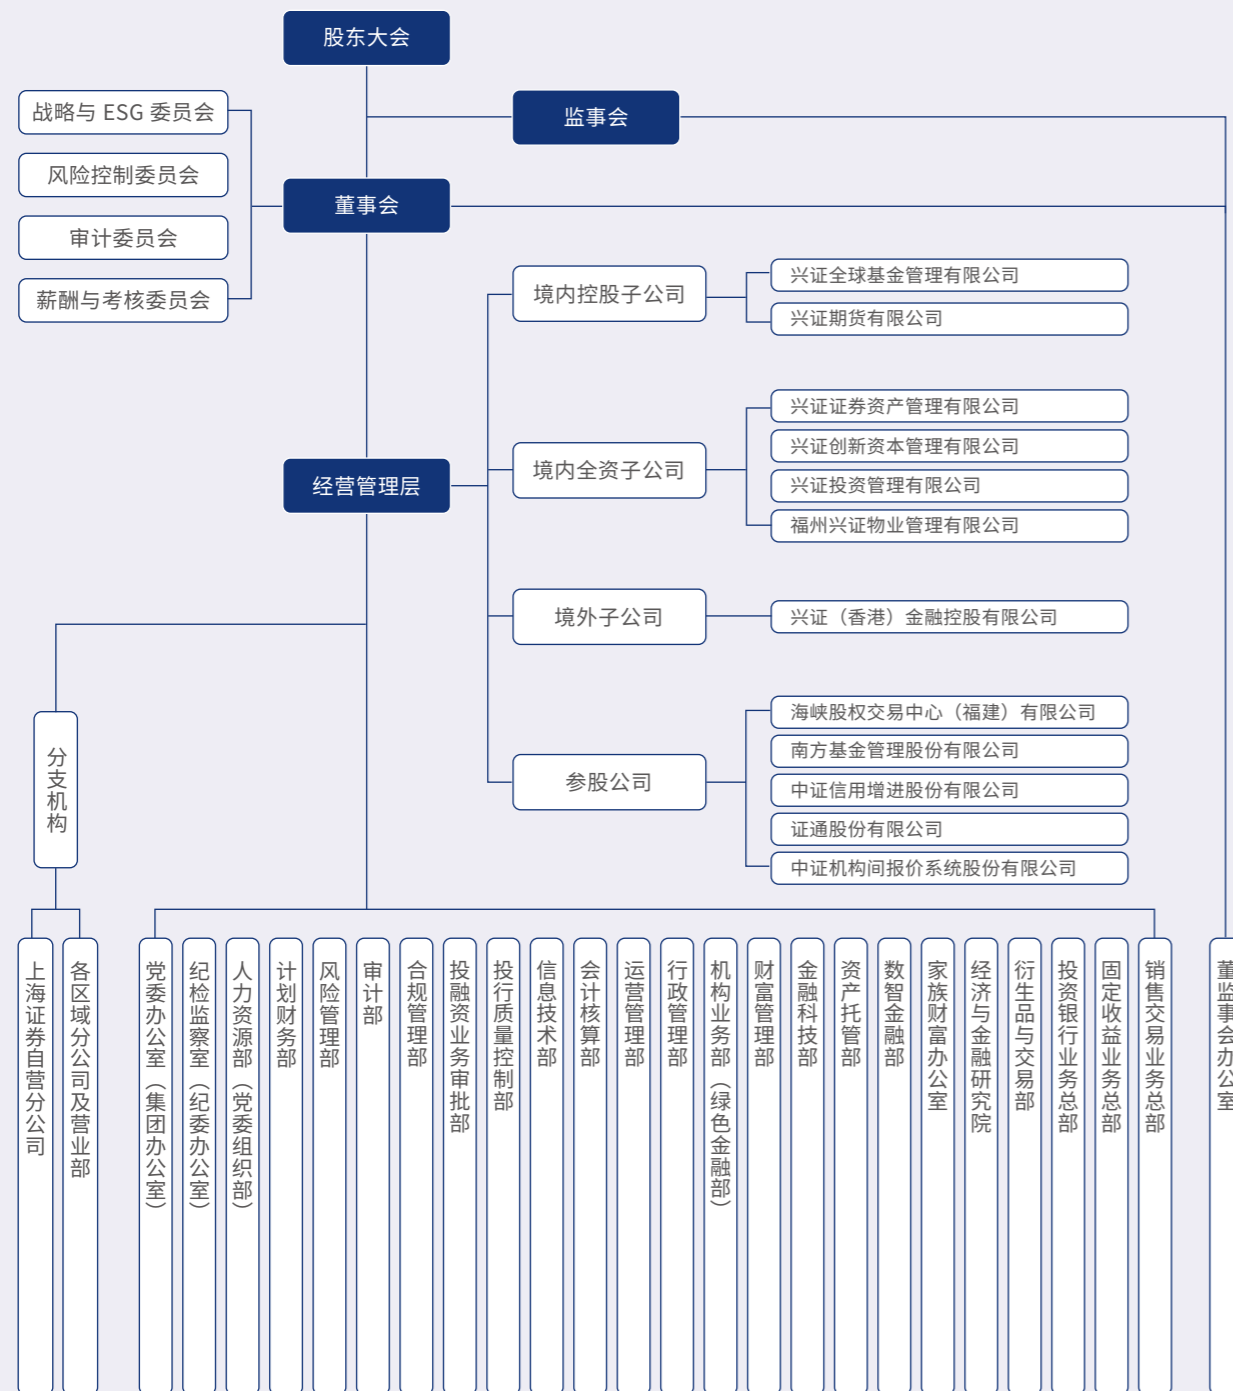 股东大会
监事会
战略与 ESG 委员会
风险控制委员会
审计委员会
薪酬与考核委员会
董事会
境内控股子公司
兴证全球基金管理有限公司
兴证期货有限公司
经营管理层
境内全资子公司
兴证证券资产管理有限公司
兴证创新资本管理有限公司
兴证投资管理有限公司
福州兴证物业管理有限公司
境外子公司
兴证（香港）金融控股有限公司
参股公司
海峡股权交易中心（福建）有限公司
南方基金管理股份有限公司
中证信用增进股份有限公司
证通股份有限公司
中证机构间报价系统股份有限公司
分支机构
上海证券自营分公司
各区域分公司及营业部
党委办公室（集团办公室）
纪检监察室（纪委办公室）
人力资源部（党委组织部）
计划财务部
风险管理部
审计部
合规管理部
投融资业务审批部
投行质量控制部
信息技术部
会计核算部
运营管理部
行政管理部
机构业务部（绿色金融部）
财富管理部
金融科技部
资产托管部
数智金融部
家族财富办公室
经济与金融研究院
衍生品与交易部
投资银行业务总部
固定收益业务总部
销售交易业务总部
董监事会办公室